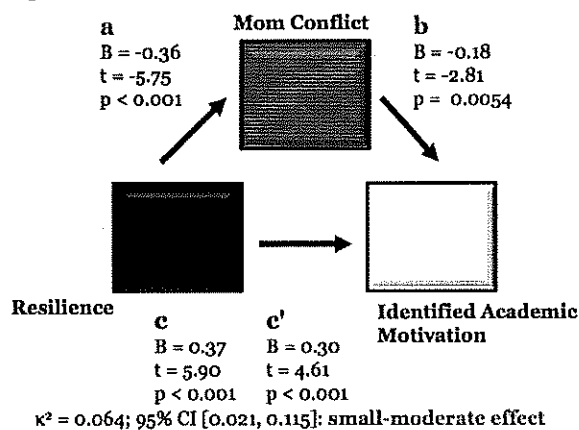 Mom Conflict
a
B = -0.36
t = -5.75
p < 0.001
b
B = -0.18
t = -2.81
p = 0.0054
Resilience
Identified Academic
Motivation
c
B = 0.37
t = 5.90
p < 0.001
c'
B = 0.30
t = 4.61
p < 0.001
κ² = 0.064; 95% CI [0.021, 0.115]: small-moderate effect